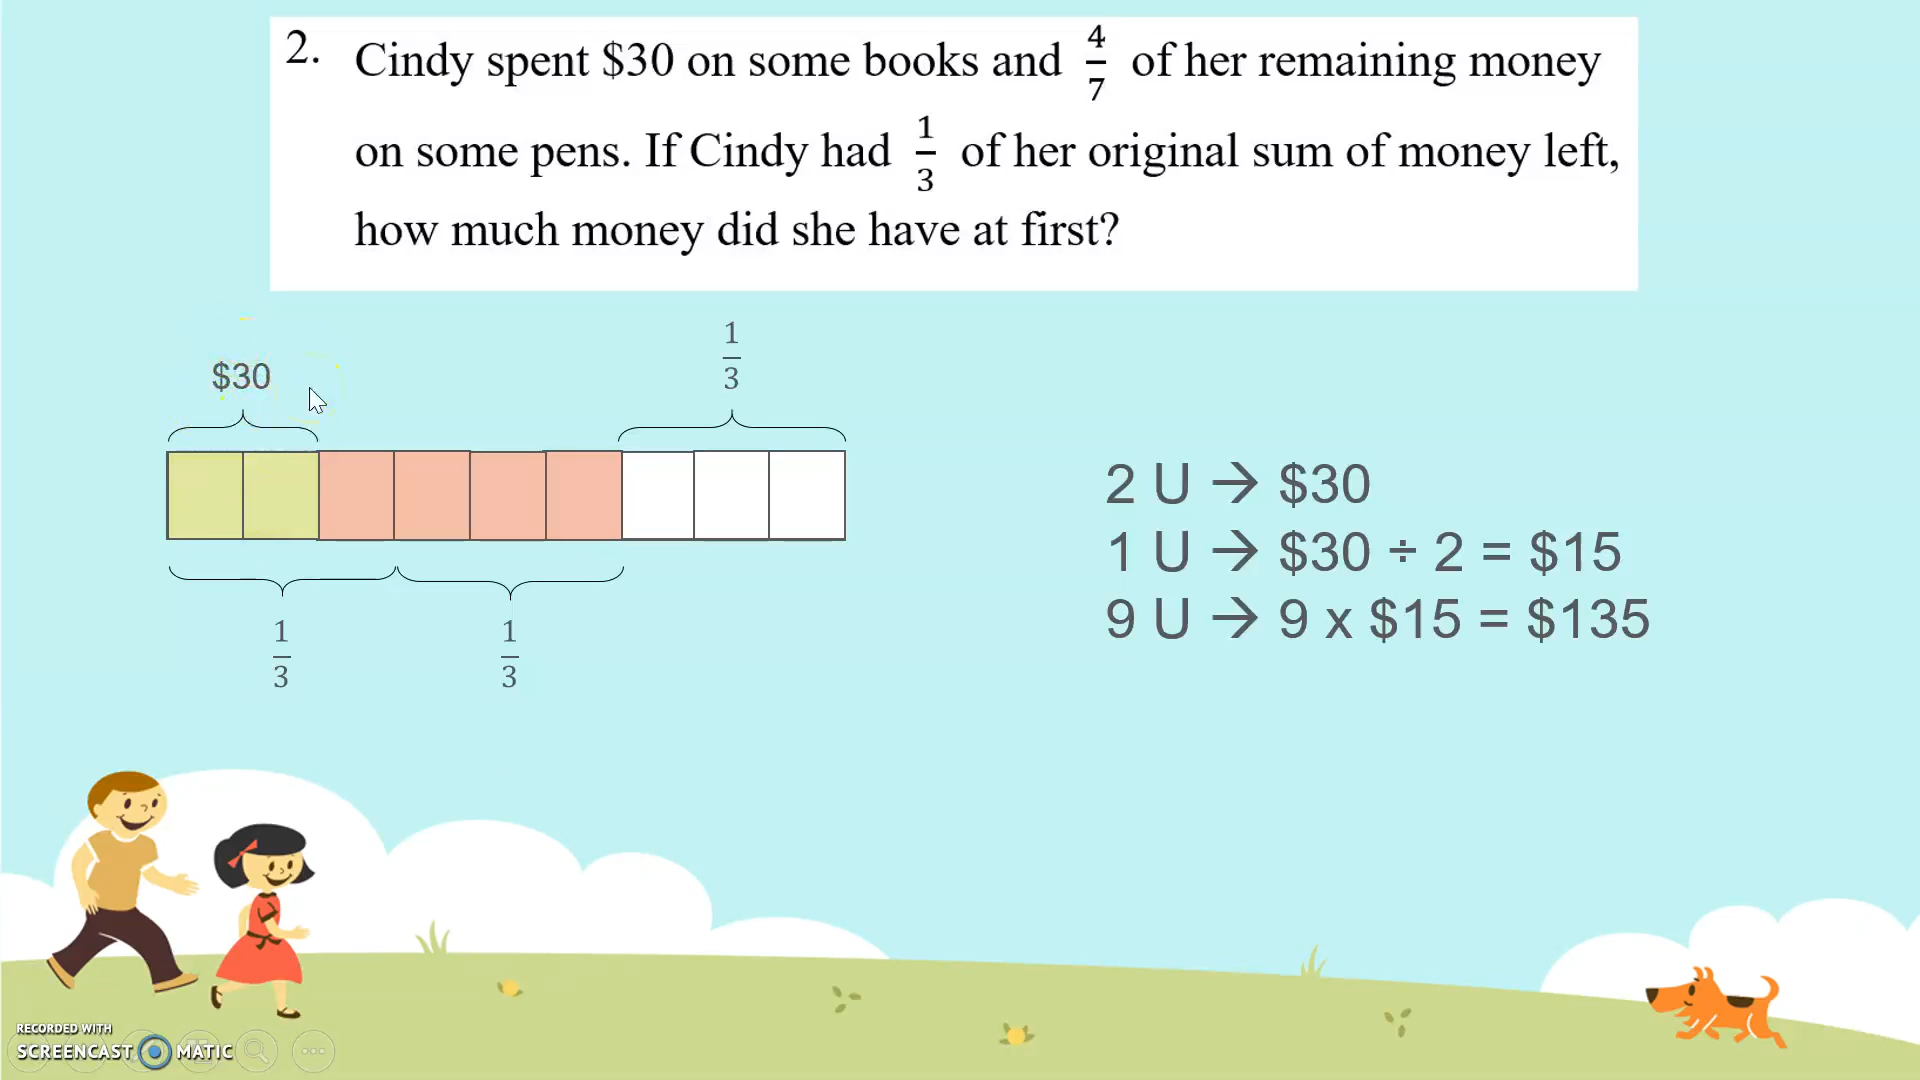 2. Cindy spent $30 on some books and 4/7 of her remaining money
on some pens. If Cindy had 1/3 of her original sum of money left,
how much money did she have at first?
$30
1/3
1/3
1/3
2 U → $30
1 U → $30 ÷ 2 = $15
9 U → 9 x $15 = $135
RECORDED WITH
SCREENCAST MATIC